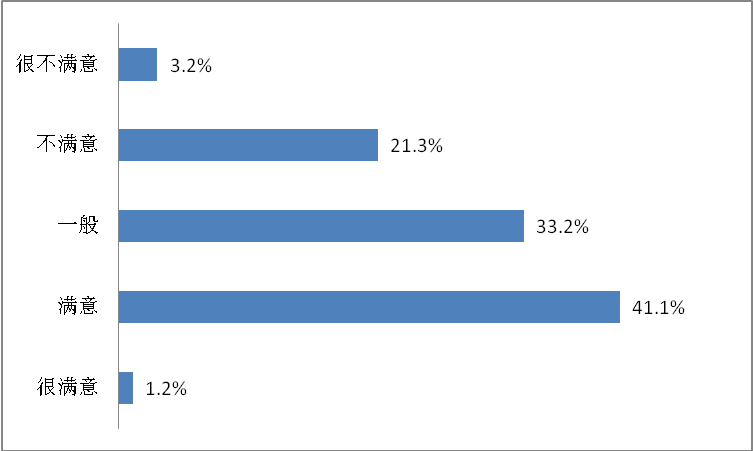 很不满意 3.2%
不满意 21.3%
一般 33.2%
满意 41.1%
很满意 1.2%